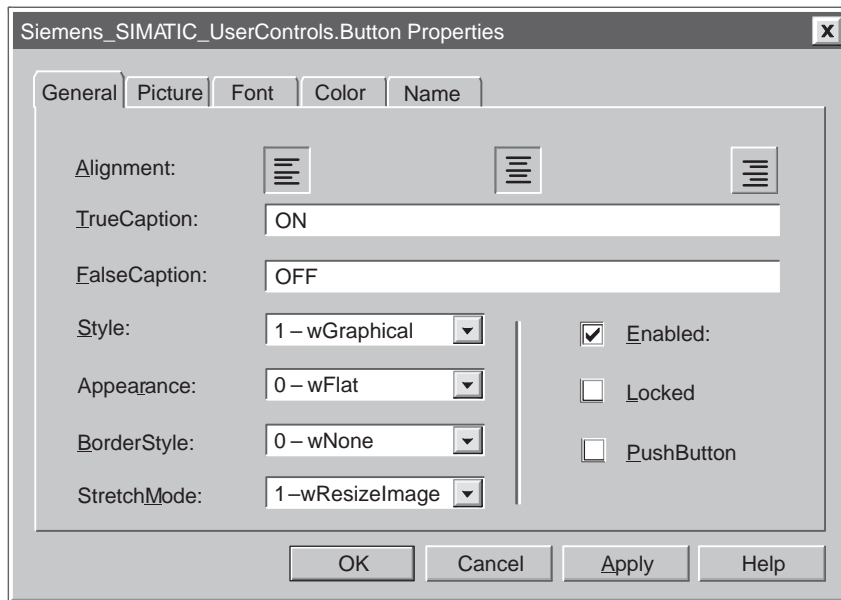 Siemens_SIMATIC_UserControls.Button Properties X
General Picture Font Color Name
Alignment:
TrueCaption: ON
FalseCaption: OFF
Style: 1 – wGraphical
Enabled:
Appearance: 0 – wFlat
Locked
BorderStyle: 0 – wNone
PushButton
StretchMode: 1–wResizeImage
OK Cancel Apply Help